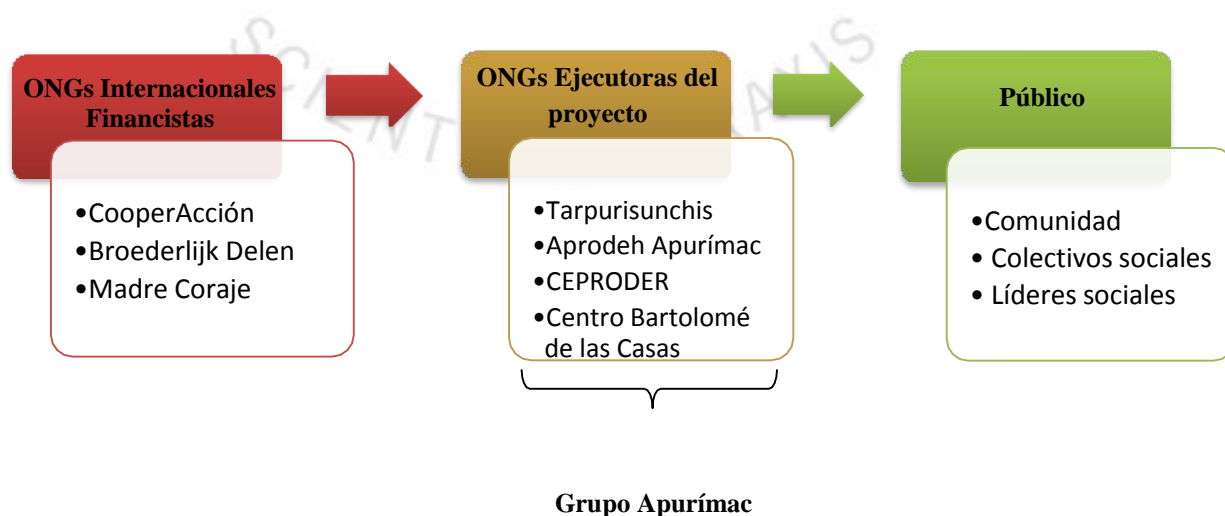 ONGs Internacionales
Financistas
•CooperAcción
•Broederlijk Delen
•Madre Coraje
ONGs Ejecutoras del
proyecto
•Tarpurisunchis
•Aprodeh Apurímac
•CEPRODER
•Centro Bartolomé
de las Casas
Público
•Comunidad
• Colectivos sociales
• Líderes sociales
Grupo Apurímac